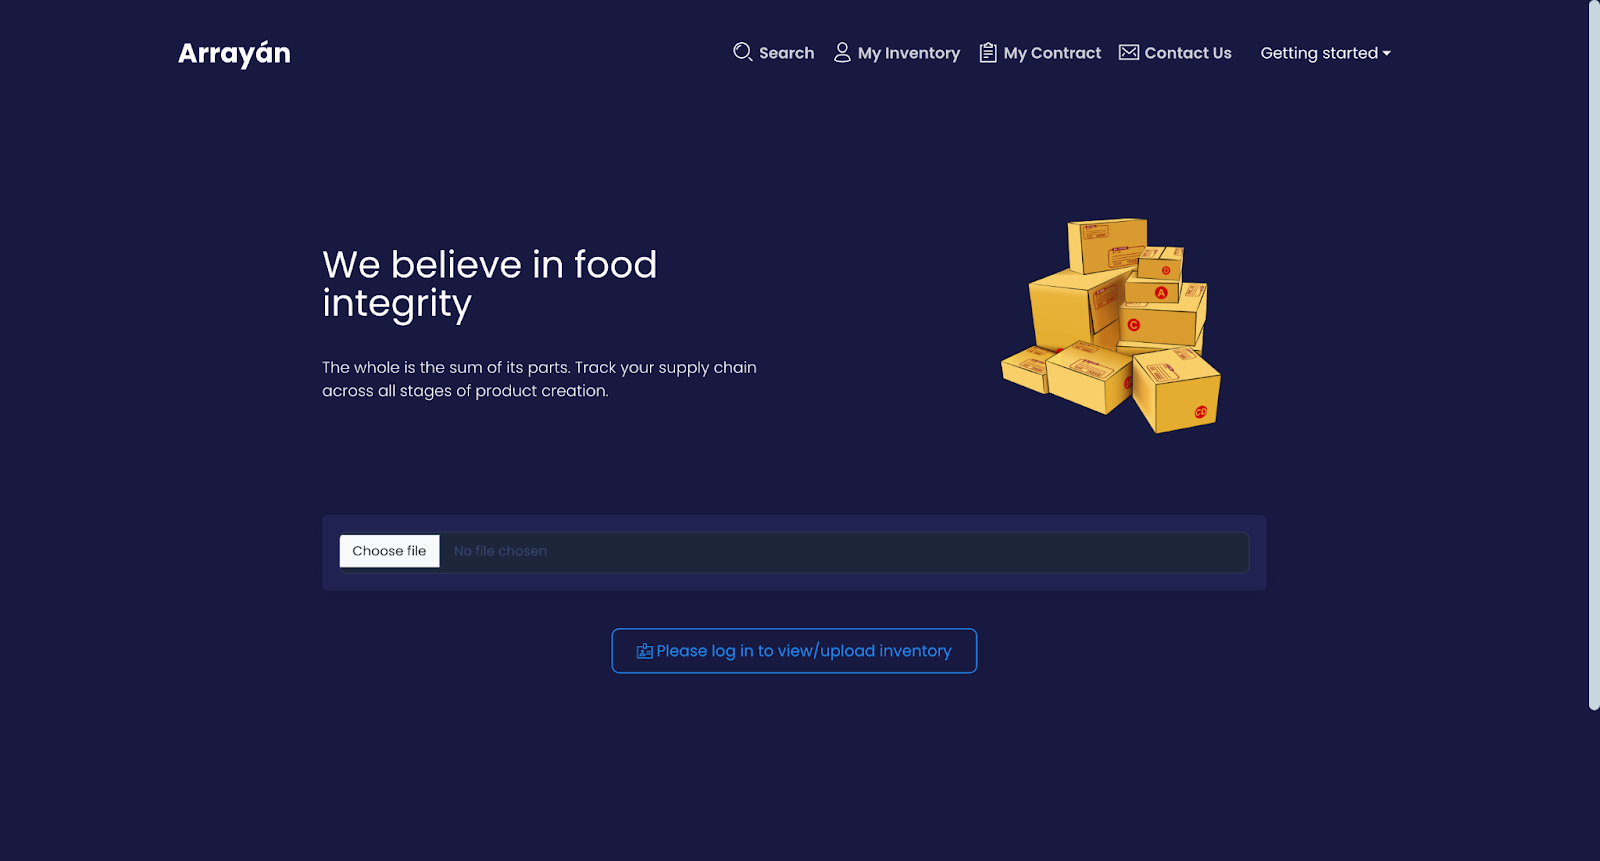 Arrayán
Search
My Inventory
My Contract
Contact Us
Getting started
We believe in food
integrity
The whole is the sum of its parts. Track your supply chain
across all stages of product creation.
D
A
C
CD
Choose file
No file chosen
Please log in to view/upload inventory